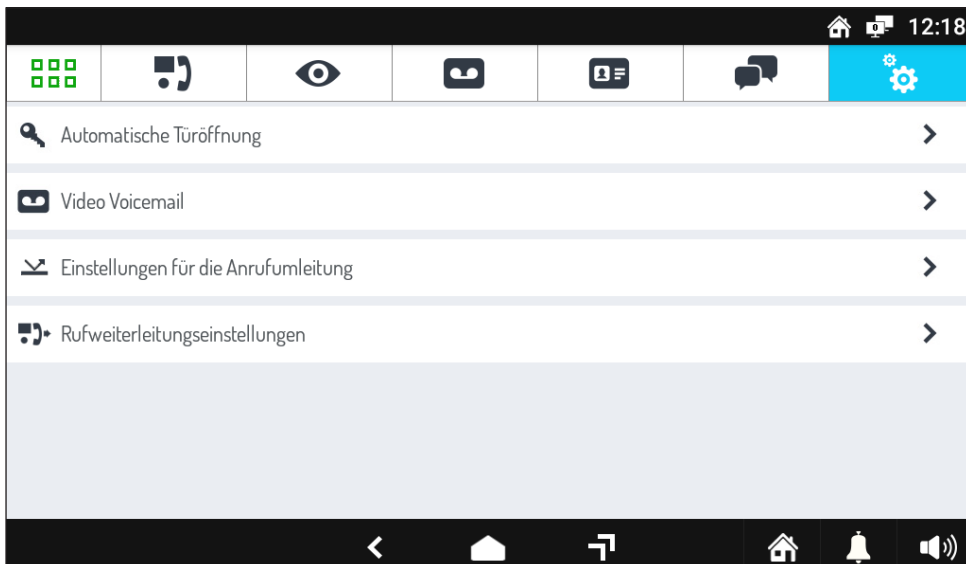 12:18
Automatische Türöffnung
Video Voicemail
Einstellungen für die Anrufumleitung
Rufweiterleitungseinstellungen